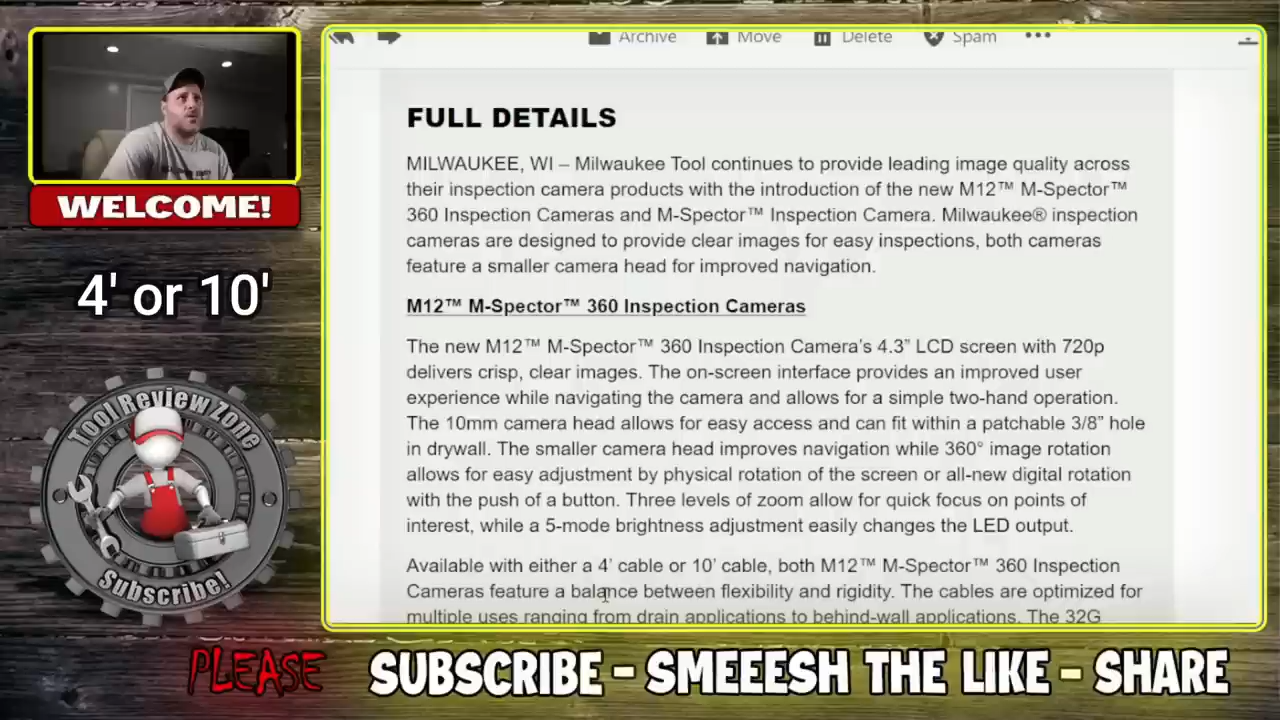 Archive Move Delete Spam
WELCOME!
4' or 10'
Tool Review Zone
Subscribe!
FULL DETAILS
MILWAUKEE, WI – Milwaukee Tool continues to provide leading image quality across
their inspection camera products with the introduction of the new M12™ M-Spector™
360 Inspection Cameras and M-Spector™ Inspection Camera. Milwaukee® inspection
cameras are designed to provide clear images for easy inspections, both cameras
feature a smaller camera head for improved navigation.
M12™ M-Spector™ 360 Inspection Cameras
The new M12™ M-Spector™ 360 Inspection Camera's 4.3” LCD screen with 720p
delivers crisp, clear images. The on-screen interface provides an improved user
experience while navigating the camera and allows for a simple two-hand operation.
The 10mm camera head allows for easy access and can fit within a patchable 3/8” hole
in drywall. The smaller camera head improves navigation while 360° image rotation
allows for easy adjustment by physical rotation of the screen or all-new digital rotation
with the push of a button. Three levels of zoom allow for quick focus on points of
interest, while a 5-mode brightness adjustment easily changes the LED output.
Available with either a 4’ cable or 10’ cable, both M12™ M-Spector™ 360 Inspection
Cameras feature a balance between flexibility and rigidity. The cables are optimized for
multiple uses ranging from drain applications to behind-wall applications. The 32G
PLEASE SUBSCRIBE - SMEEESH THE LIKE - SHARE